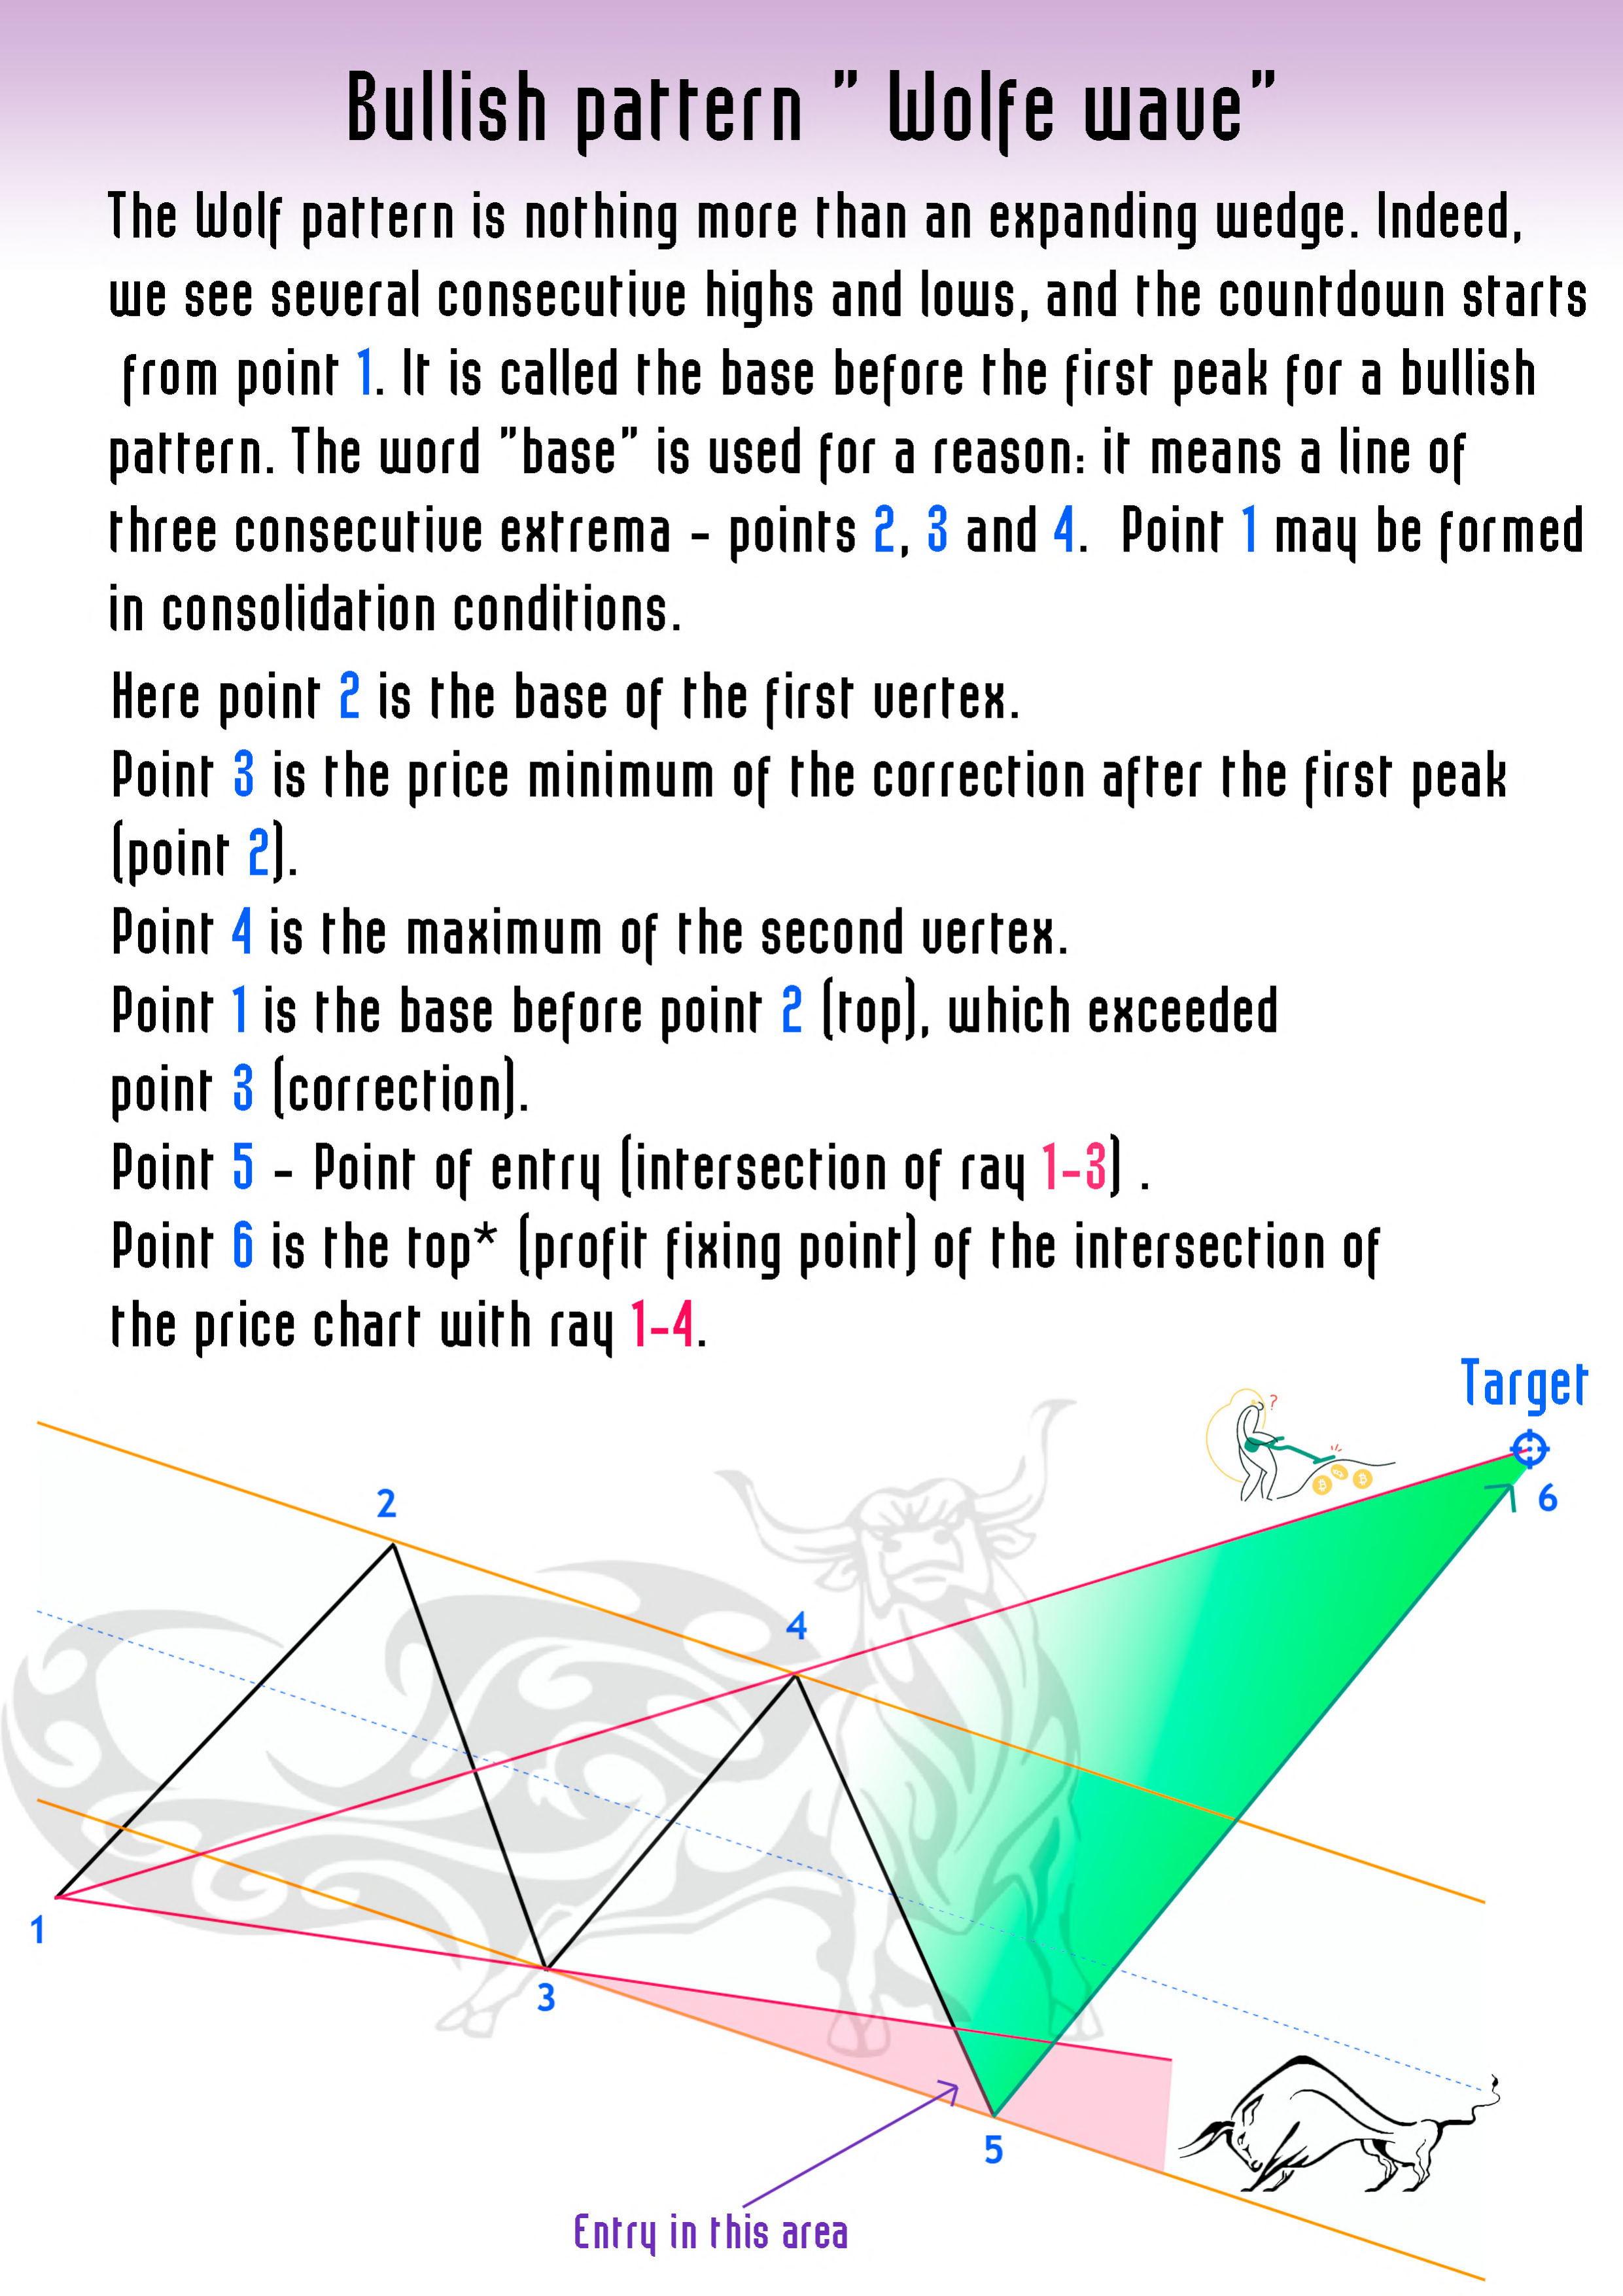 Bullish pattern " Wolfe wave"
The Wolf pattern is nothing more than an expanding wedge. Indeed,
we see several consecutive highs and lows, and the countdown starts
from point 1. It is called the base before the first peak for a bullish
pattern. The word "base" is used for a reason: it means a line of
three consecutive extrema - points 2, 3 and 4. Point 1 may be formed
in consolidation conditions.
Here point 2 is the base of the first vertex.
Point 3 is the price minimum of the correction after the first peak
(point 2).
Point 4 is the maximum of the second vertex.
Point 1 is the base before point 2 (top), which exceeded
point 3 (correction).
Point 5 - Point of entry (intersection of ray 1-3) .
Point 6 is the top* (profit fixing point) of the intersection of
the price chart with ray 1-4.
Target
?
6
2
4
1
3
5
Entry in this area